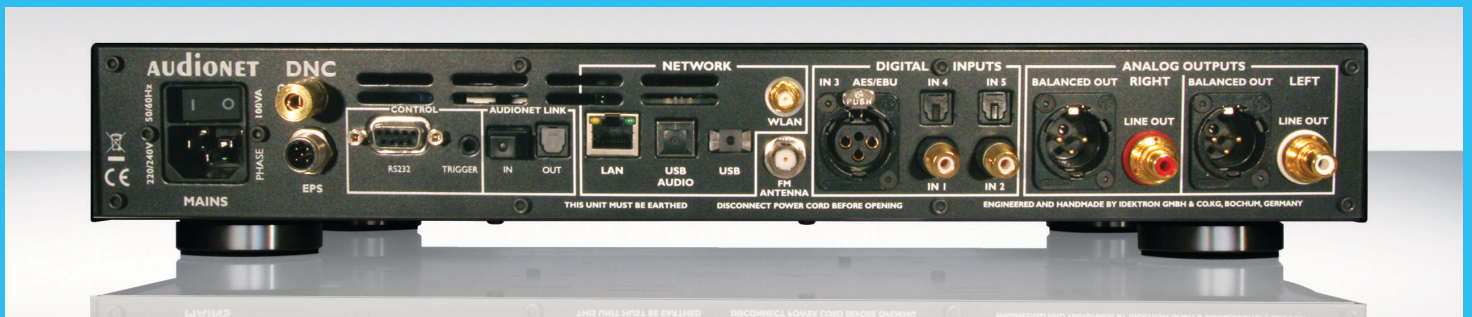 AUDIONET
DNC
50/60Hz
220/240V
100VA
PHASE
I O
MAINS
EPS
CONTROL
RS232
TRIGGER
AUDIONET LINK
IN
OUT
NETWORK
LAN
USB
AUDIO
USB
WLAN
FM
ANTENNA
DIGITAL INPUTS
IN 3 AES/EBU
PUSH
IN 4
IN 5
IN 1
IN 2
ANALOG OUTPUTS
BALANCED OUT
RIGHT
LINE OUT
BALANCED OUT
LEFT
LINE OUT
THIS UNIT MUST BE EARTHED
DISCONNECT POWER CORD BEFORE OPENING
ENGINEERED AND HANDMADE BY IDEKTRON GMBH & CO.KG, BOCHUM, GERMANY
CE